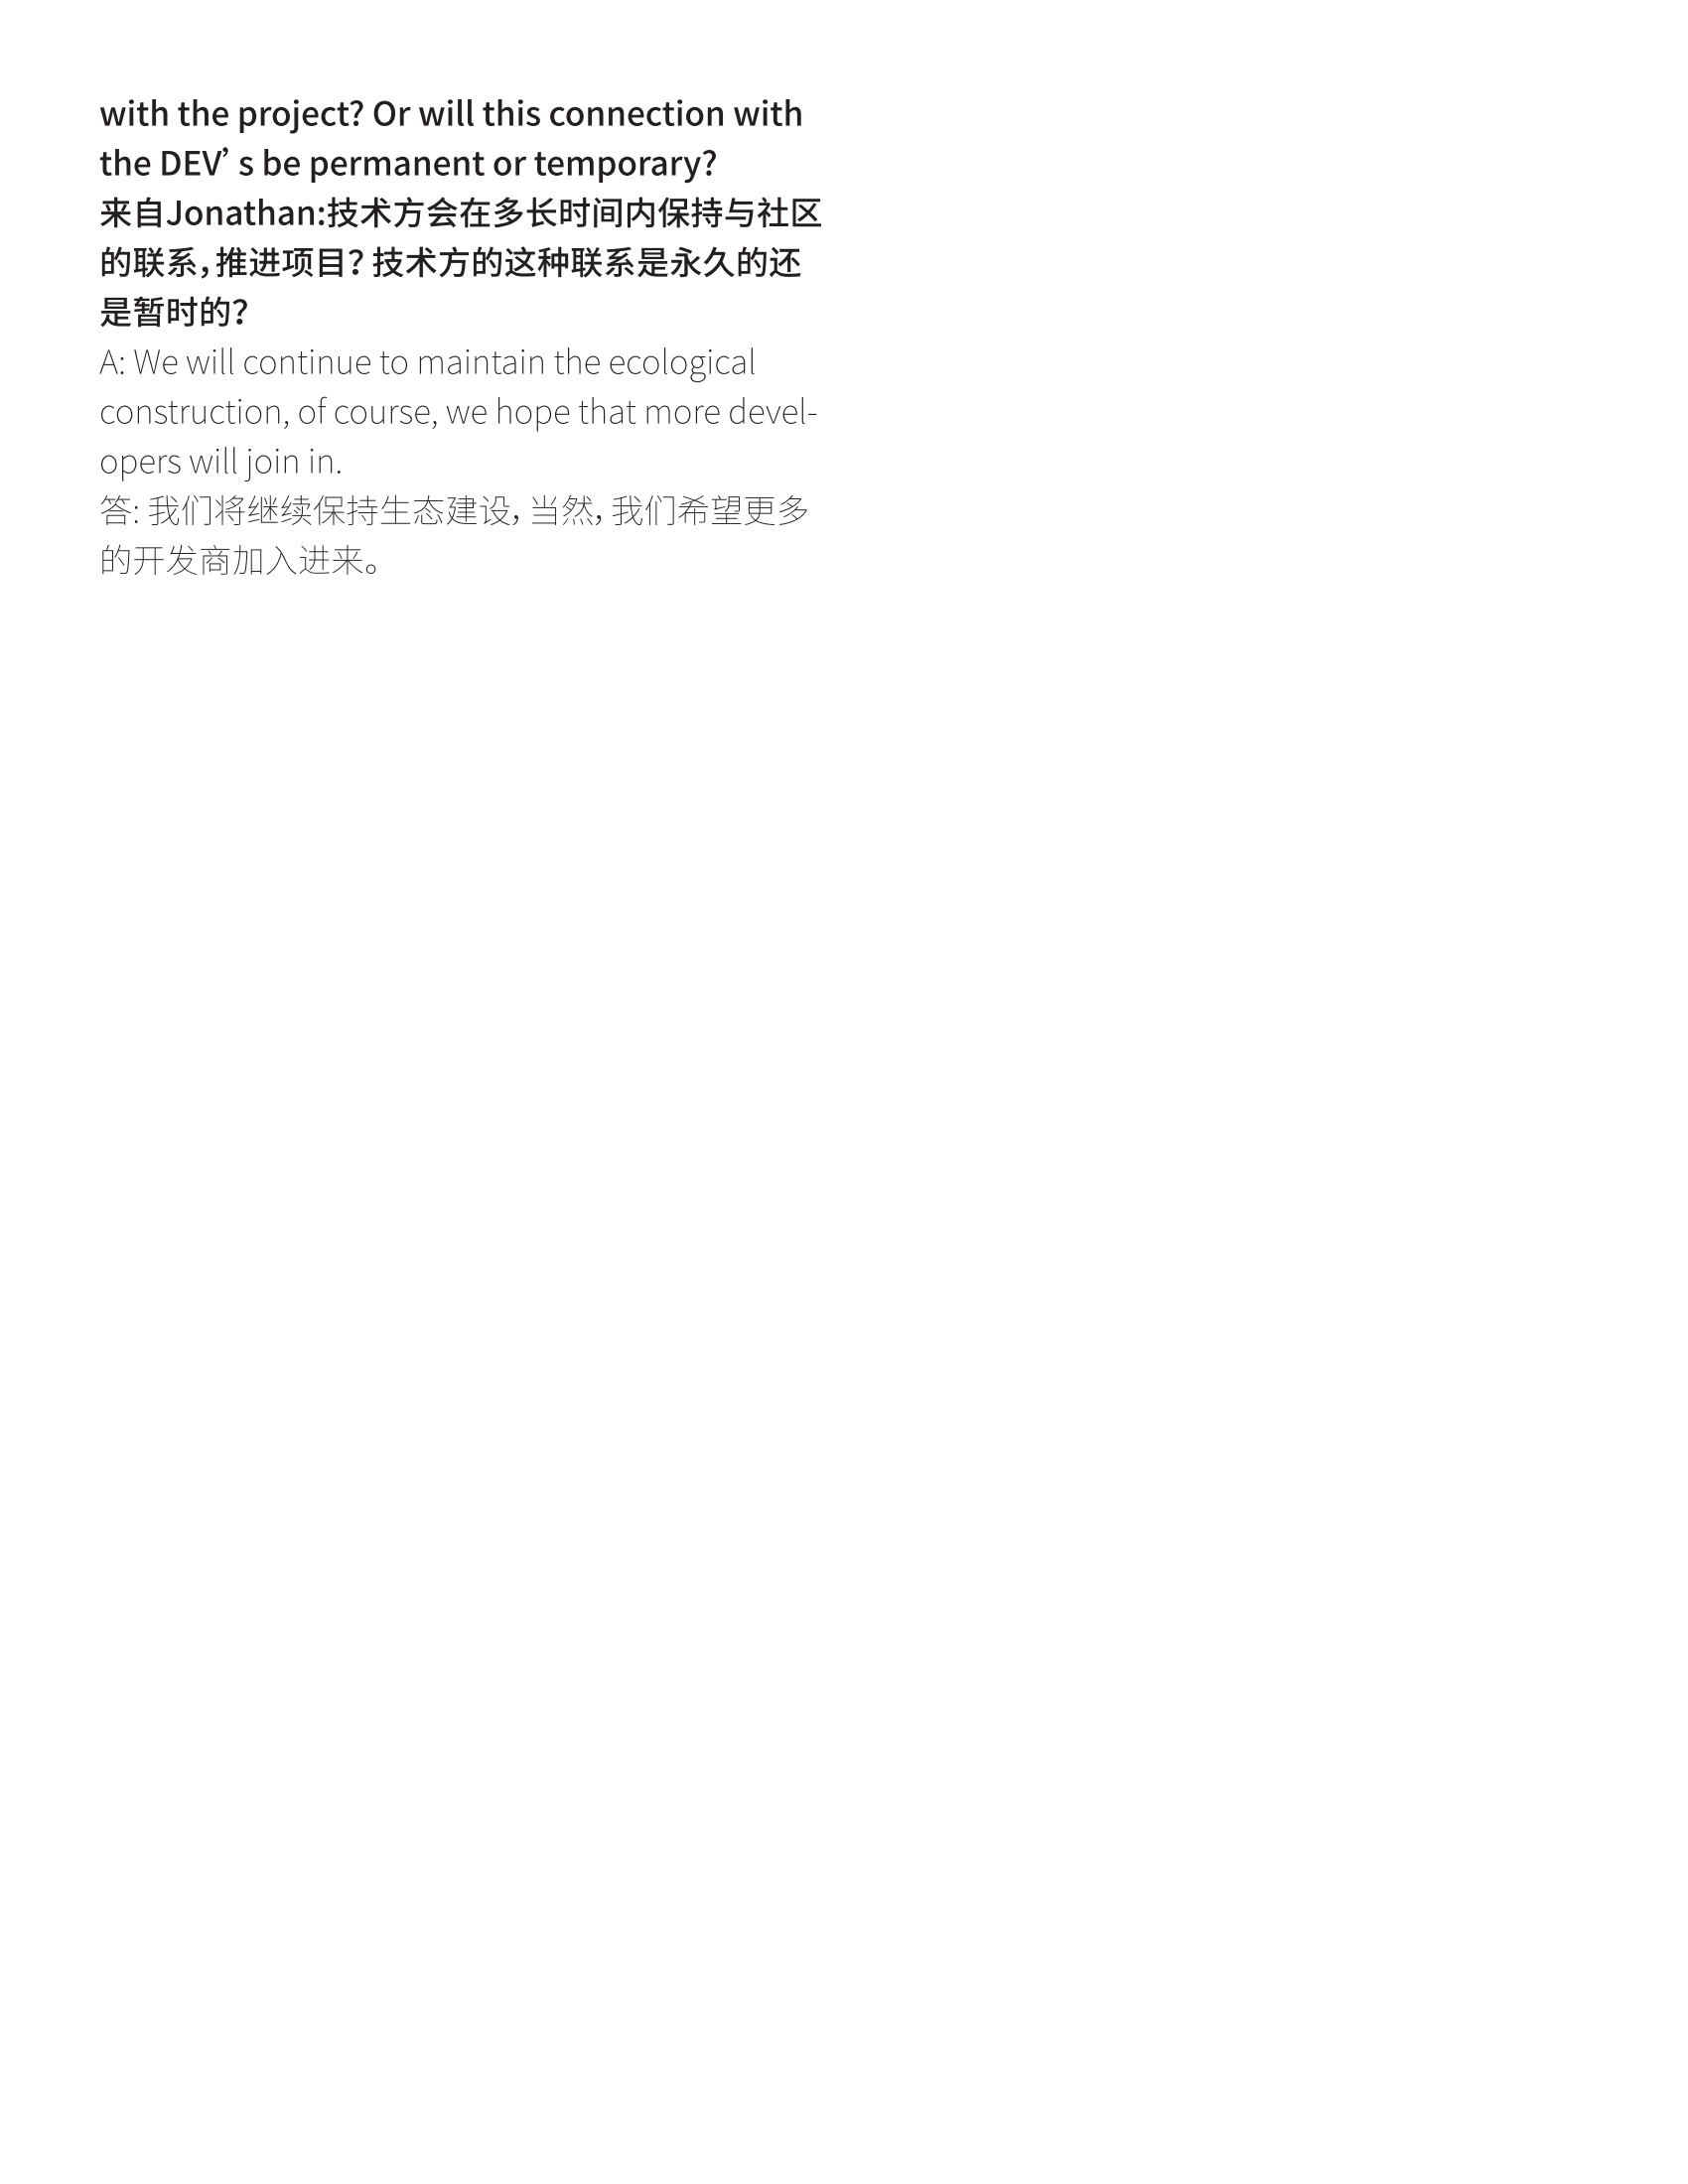 with the project? Or will this connection with
the DEV’ s be permanent or temporary?
来自Jonathan:技术方会在多长时间内保持与社区
的联系，推进项目？技术方的这种联系是永久的还
是暂时的？
A: We will continue to maintain the ecological
construction, of course, we hope that more devel-
opers will join in.
答: 我们将继续保持生态建设，当然，我们希望更多
的开发商加入进来。